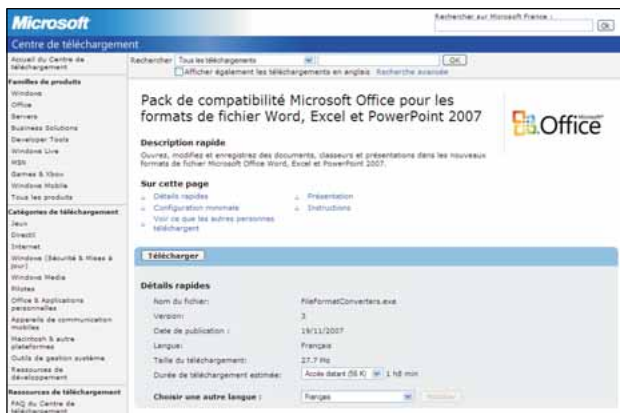 Microsoft
Rechercher sur Microsoft France :
OK
Centre de téléchargement
Accueil du Centre de
téléchargement
Rechercher Tous les téléchargements OK
Afficher également les téléchargements en anglais Recherche avancée
Familles de produits
Windows
Office
Servers
Business Solutions
Developer Tools
Windows Live
MSN
Games & Xbox
Windows Mobile
Tous les produits
Catégories de téléchargement
Jeux
DirectX
Internet
Windows (Sécurité & Mises à
jour)
Windows Media
Pilotes
Office & Applications
personnelles
Appareils de communication
mobiles
Macintosh & autre
plateformes
Outils de gestion système
Ressources de
développement
Ressources de téléchargement
FAQ du Centre de
téléchargement
Pack de compatibilité Microsoft Office pour les
formats de fichier Word, Excel et PowerPoint 2007
Microsoft
Office
Description rapide
Ouvrez, modifiez et enregistrez des documents, classeurs et présentations dans les nouveaux
formats de fichier Microsoft Office Word, Excel et PowerPoint 2007.
Sur cette page
Détails rapides
Configuration minimale
Voir ce que les autres personnes
téléchargent
Présentation
Instructions
Télécharger
Détails rapides
Nom du fichier: FileFormatConverters.exe
Version: 3
Date de publication : 19/11/2007
Langue: Français
Taille du téléchargement: 27.7 Mo
Durée de téléchargement estimée: Accès distant (56 K) 1 h8 min
Choisir une autre langue : Français